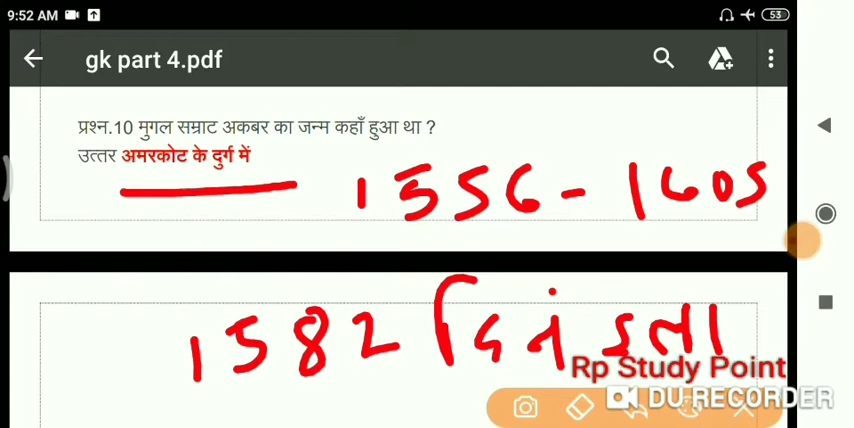 9:52 AM 53
gk part 4.pdf
प्रश्न.10 मुगल सम्राट अकबर का जन्म कहाँ हुआ था ?
उत्तर अमरकोट के दुर्ग में
1556 - 1605
1582
Rp Study Point
DU RECORDER